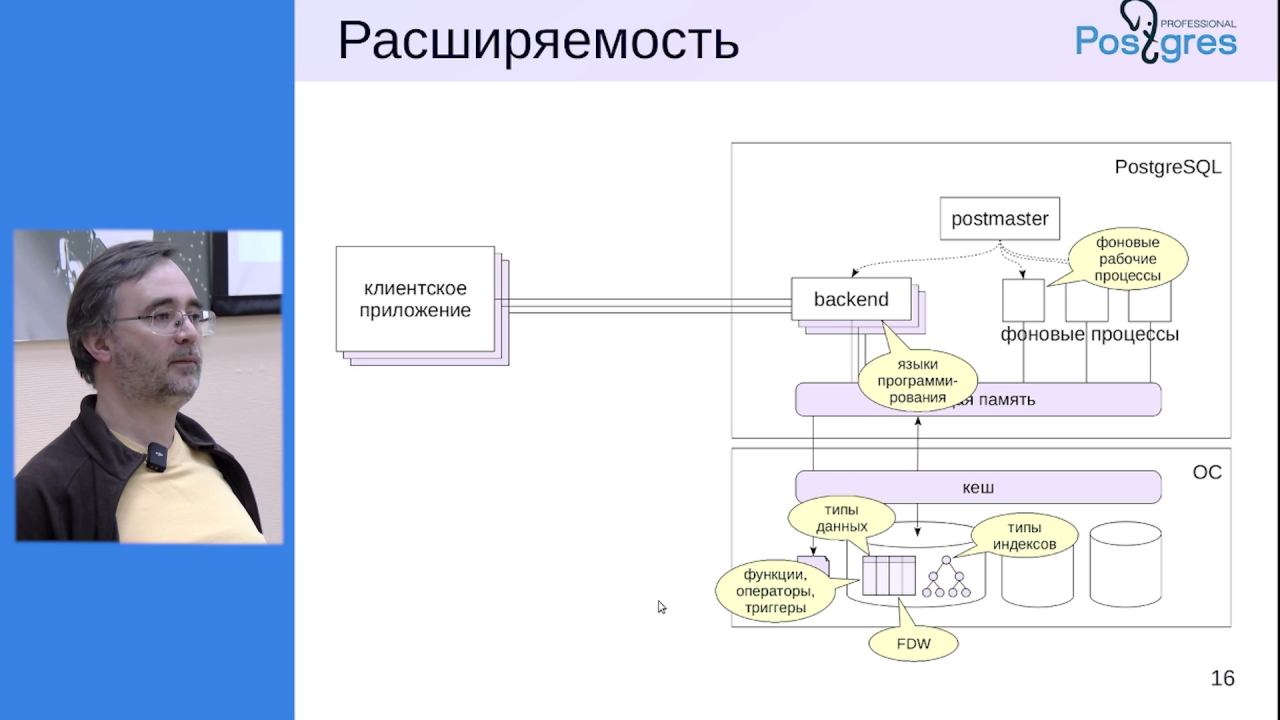 Расширяемость
PROFESSIONAL
Postgres
PostgreSQL
postmaster
фоновые
рабочие
процессы
клиентское
приложение
backend
фоновые процессы
языки
программи-
рования
память
ОС
кеш
типы
данных
типы
индексов
функции,
операторы,
триггеры
FDW
16